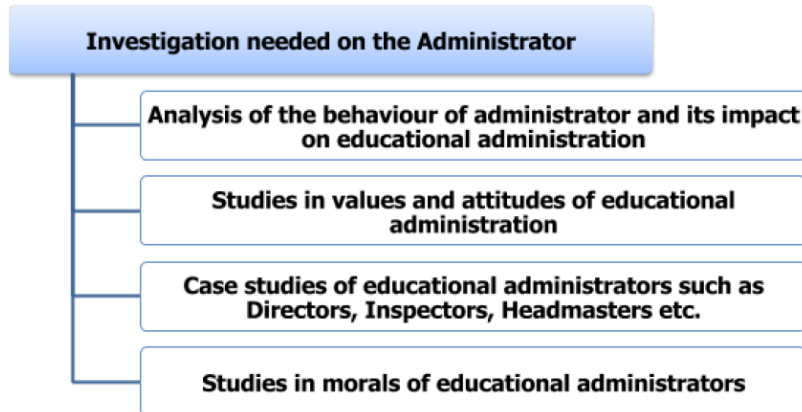 Investigation needed on the Administrator
Analysis of the behaviour of administrator and its impact
on educational administration
Studies in values and attitudes of educational
administration
Case studies of educational administrators such as
Directors, Inspectors, Headmasters etc.
Studies in morals of educational administrators